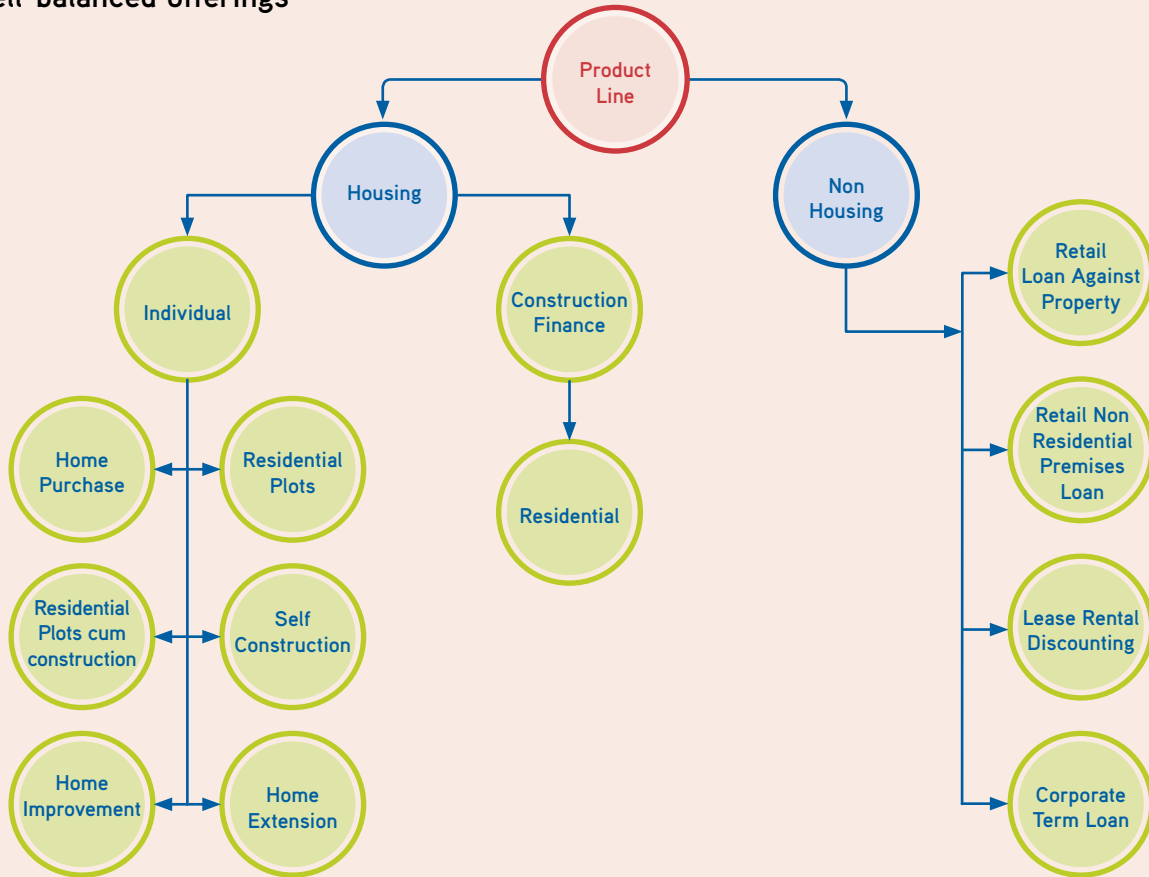 balanced offerings
Product
Line
Housing
Non
Housing
Individual
Construction
Finance
Retail
Loan Against
Property
Home
Purchase
Residential
Plots
Retail Non
Residential
Premises
Loan
Residential
Residential
Plots cum
construction
Self
Construction
Lease Rental
Discounting
Home
Improvement
Home
Extension
Corporate
Term Loan